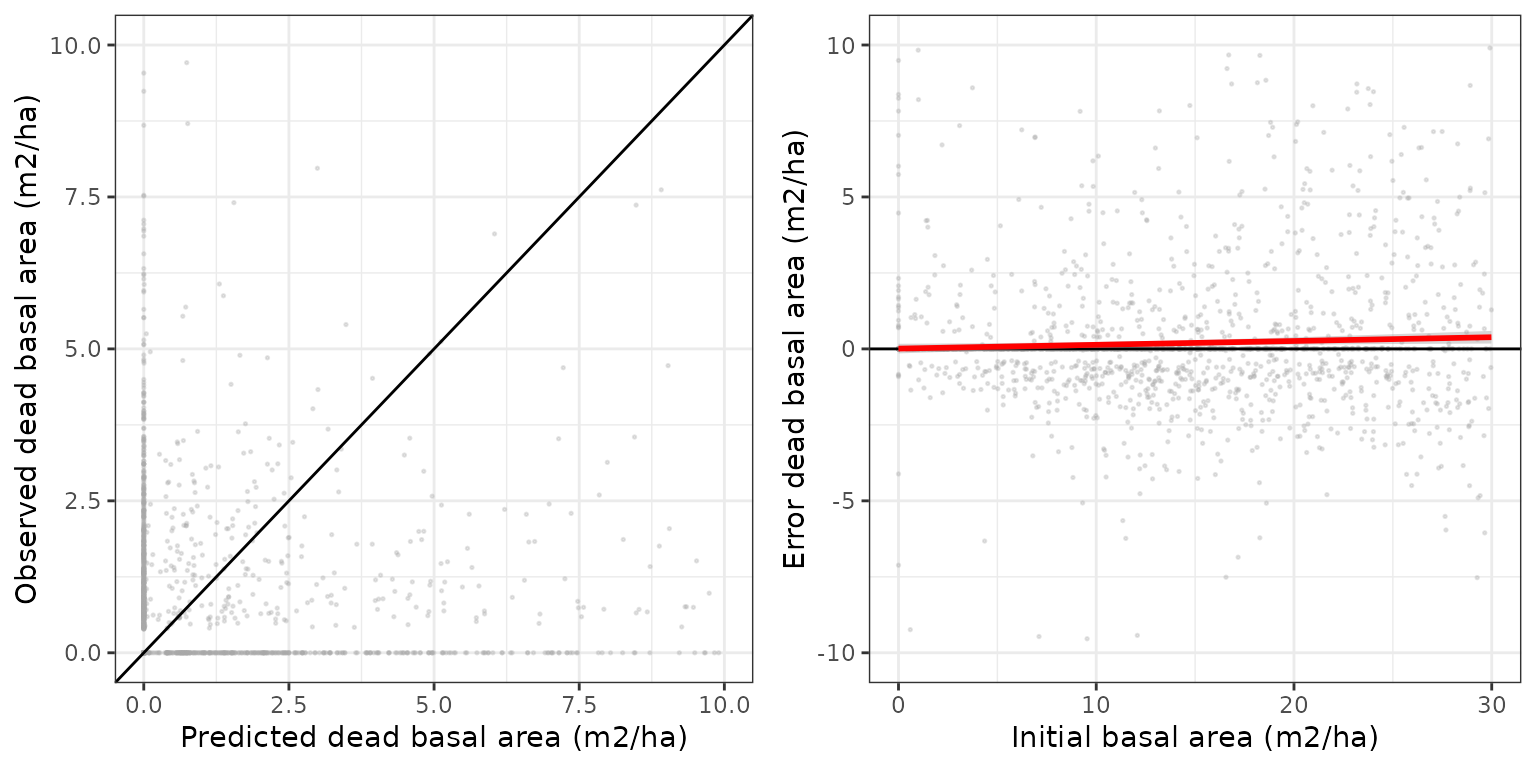 Observed dead basal area (m2/ha)
10.0
7.5
5.0
2.5
0.0
0.0 2.5 5.0 7.5 10.0
Predicted dead basal area (m2/ha)
Error dead basal area (m2/ha)
10
5
0
-5
-10
0 10 20 30
Initial basal area (m2/ha)